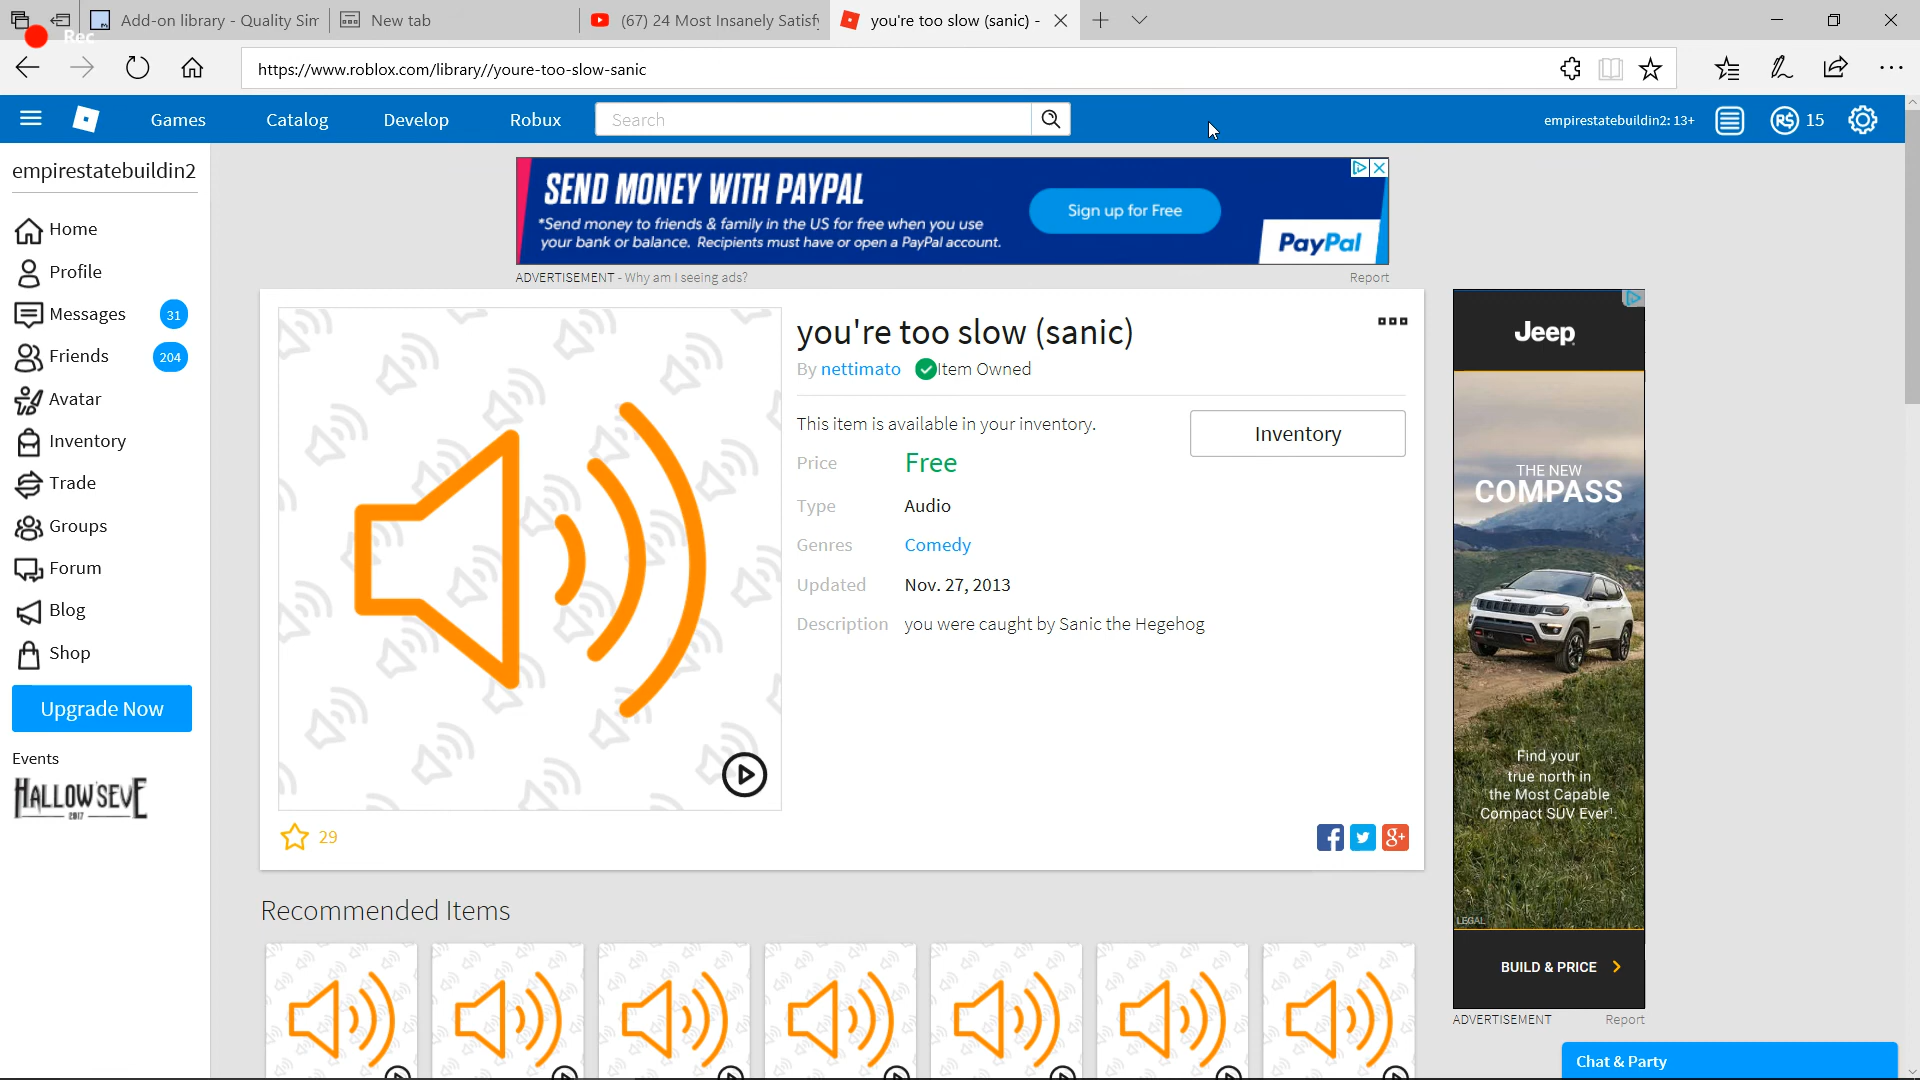 Add-on library - Quality Sim
New tab
(67) 24 Most Insanely Satisfy
you're too slow (sanic) -
Rec
https://www.roblox.com/library//youre-too-slow-sanic
Games
Catalog
Develop
Robux
Search
empirestatebuildin2: 13+
R$ 15
empirestatebuildin2
Home
Profile
Messages 31
Friends 204
Avatar
Inventory
Trade
Groups
Forum
Blog
Shop
Upgrade Now
Events
HALLOW'S EVE
2017
SEND MONEY WITH PAYPAL
*Send money to friends & family in the US for free when you use
your bank or balance. Recipients must have or open a PayPal account.
Sign up for Free
PayPal
ADVERTISEMENT - Why am I seeing ads?
Report
you're too slow (sanic)
By nettimato Item Owned
This item is available in your inventory.
Inventory
Price Free
Type Audio
Genres Comedy
Updated Nov. 27, 2013
Description you were caught by Sanic the Hegehog
29
g+
Recommended Items
Jeep
THE NEW
COMPASS
Find your
true north in
the Most Capable
Compact SUV Ever¹.
LEGAL
BUILD & PRICE
ADVERTISEMENT
Report
Chat & Party